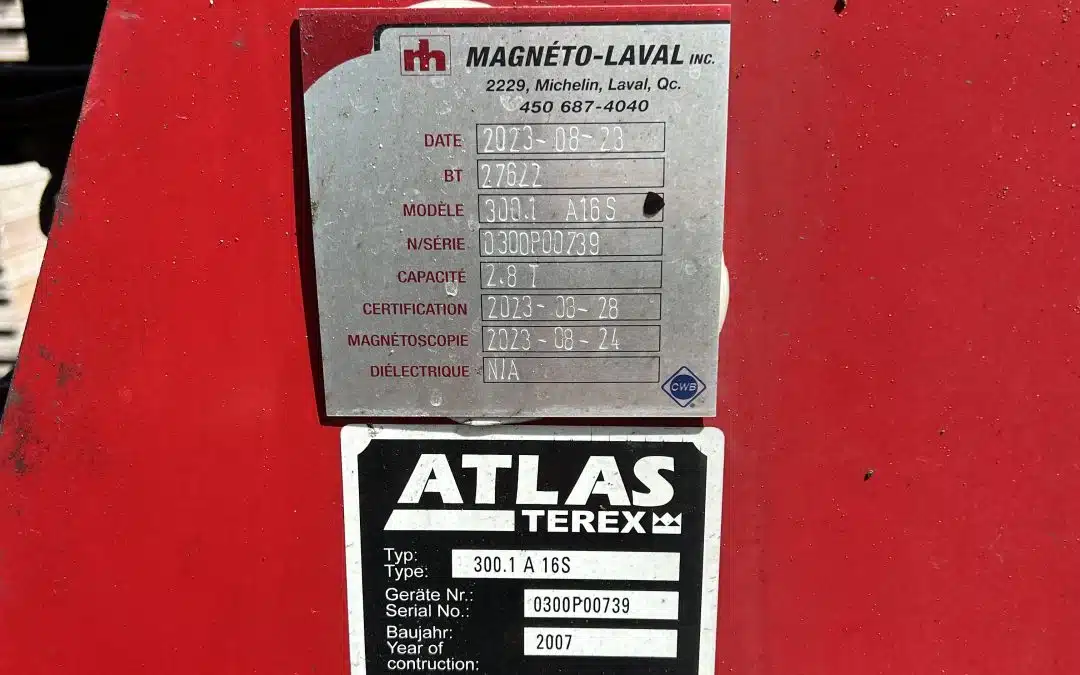 rh MAGNÉTO-LAVAL INC.
2229, Michelin, Laval, Qc.
450 687-4040
DATE 2023-08-23
BT 27622
MODÈLE 300.1 A16S
N/SÉRIE 0300P00739
CAPACITÉ 2.8 T
CERTIFICATION 2023-08-28
MAGNÉTOSCOPIE 2023-08-24
DIÉLECTRIQUE N/A
CWB
ATLAS
TEREX
Typ:
Type: 300.1 A 16S
Geräte Nr.:
Serial No.: 0300P00739
Baujahr:
Year of 2007
contruction: